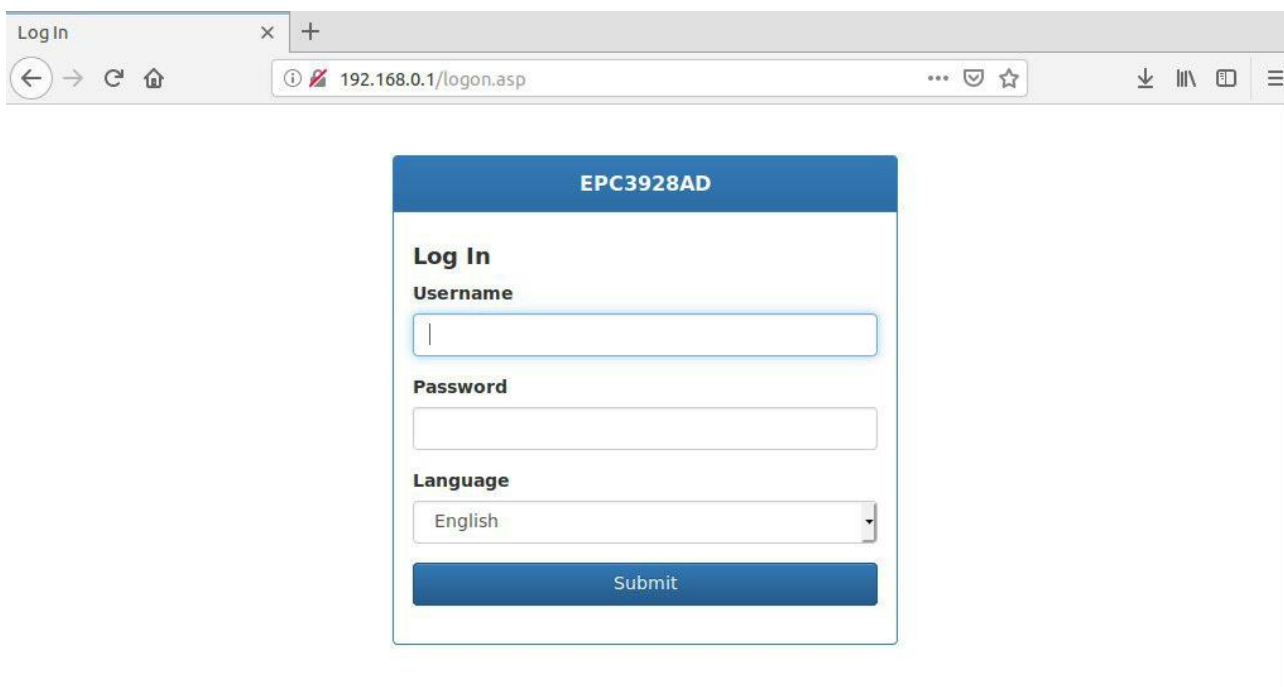 Log In
192.168.0.1/logon.asp
EPC3928AD
Log In
Username
Password
Language
English
Submit